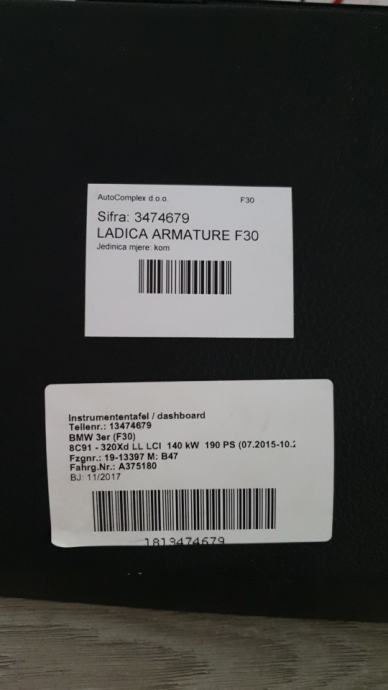 AutoComplex d.o.o. F30
Sifra: 3474679
LADICA ARMATURE F30
Jedinica mjere: kom
Instrumententafel / dashboard
Teilenr.: 13474679
BMW 3er (F30)
8C91 - 320Xd LL LCI 140 kW 190 PS (07.2015-10.2
Fzgnr.: 19-13397 M: B47
Fahrg.Nr.: A375180
BJ: 11/2017
1813474679